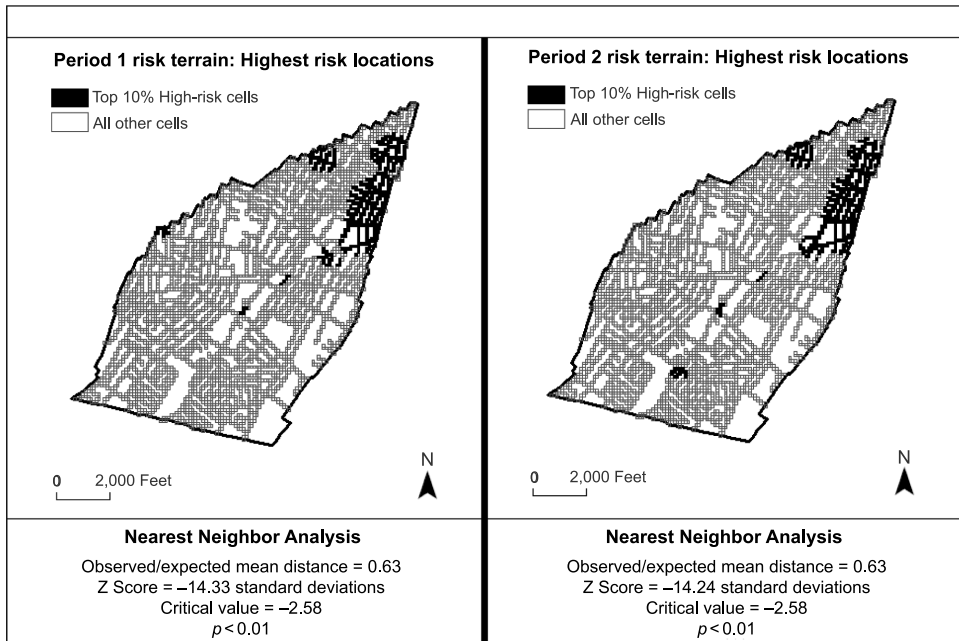 Period 1 risk terrain: Highest risk locations
Top 10% High-risk cells
All other cells
N
0 2,000 Feet
Nearest Neighbor Analysis
Observed/expected mean distance = 0.63
Z Score = –14.33 standard deviations
Critical value = –2.58
p < 0.01
Period 2 risk terrain: Highest risk locations
Top 10% High-risk cells
All other cells
N
0 2,000 Feet
Nearest Neighbor Analysis
Observed/expected mean distance = 0.63
Z Score = –14.24 standard deviations
Critical value = –2.58
p < 0.01